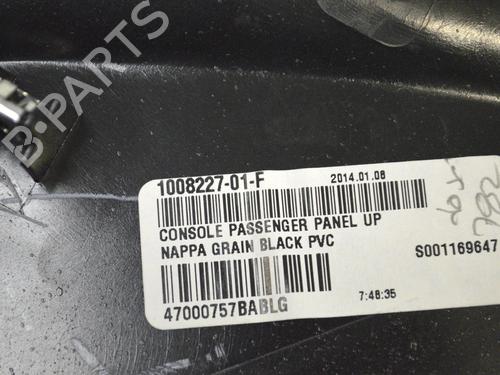 B-PARTS
1008227-01-F 2014.01.08
CONSOLE PASSENGER PANEL UP
NAPPA GRAIN BLACK PVC S001169647
47000757BABLG 7:48:35